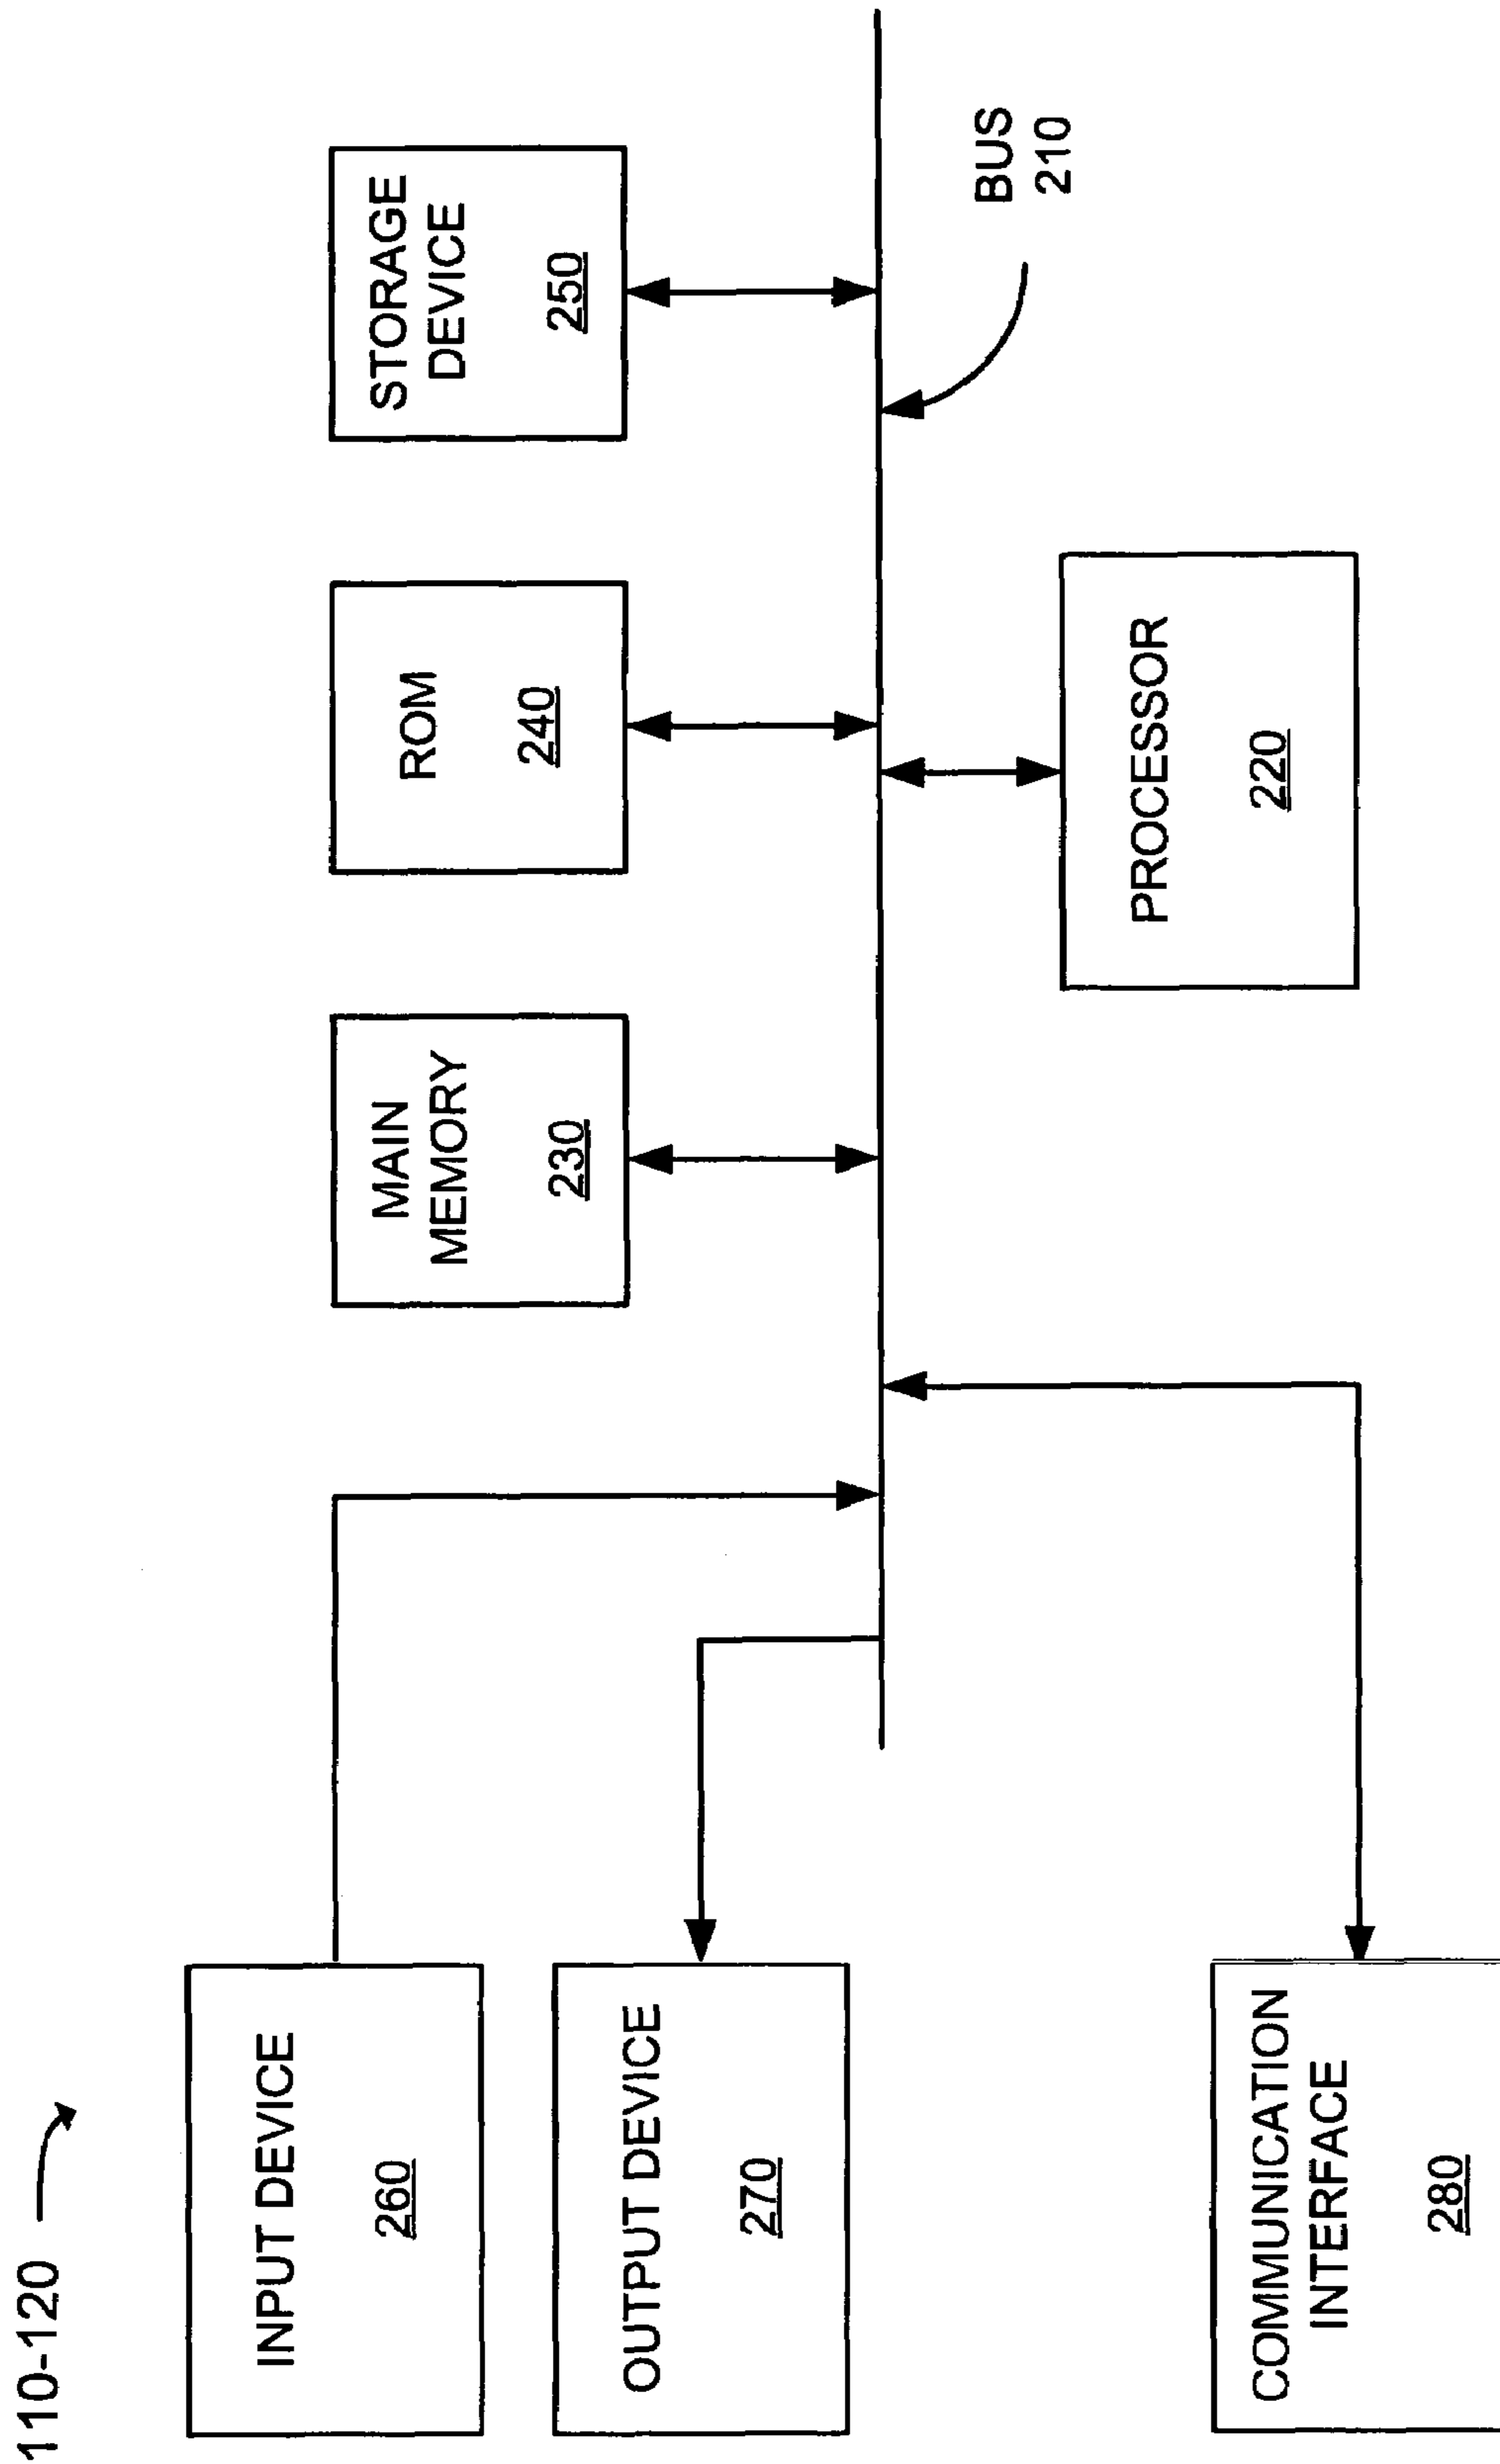 110-120
INPUT DEVICE
260
OUTPUT DEVICE
270
COMMUNICATION
INTERFACE
280
MAIN
MEMORY
230
ROM
240
STORAGE
DEVICE
250
PROCESSOR
220
BUS
210